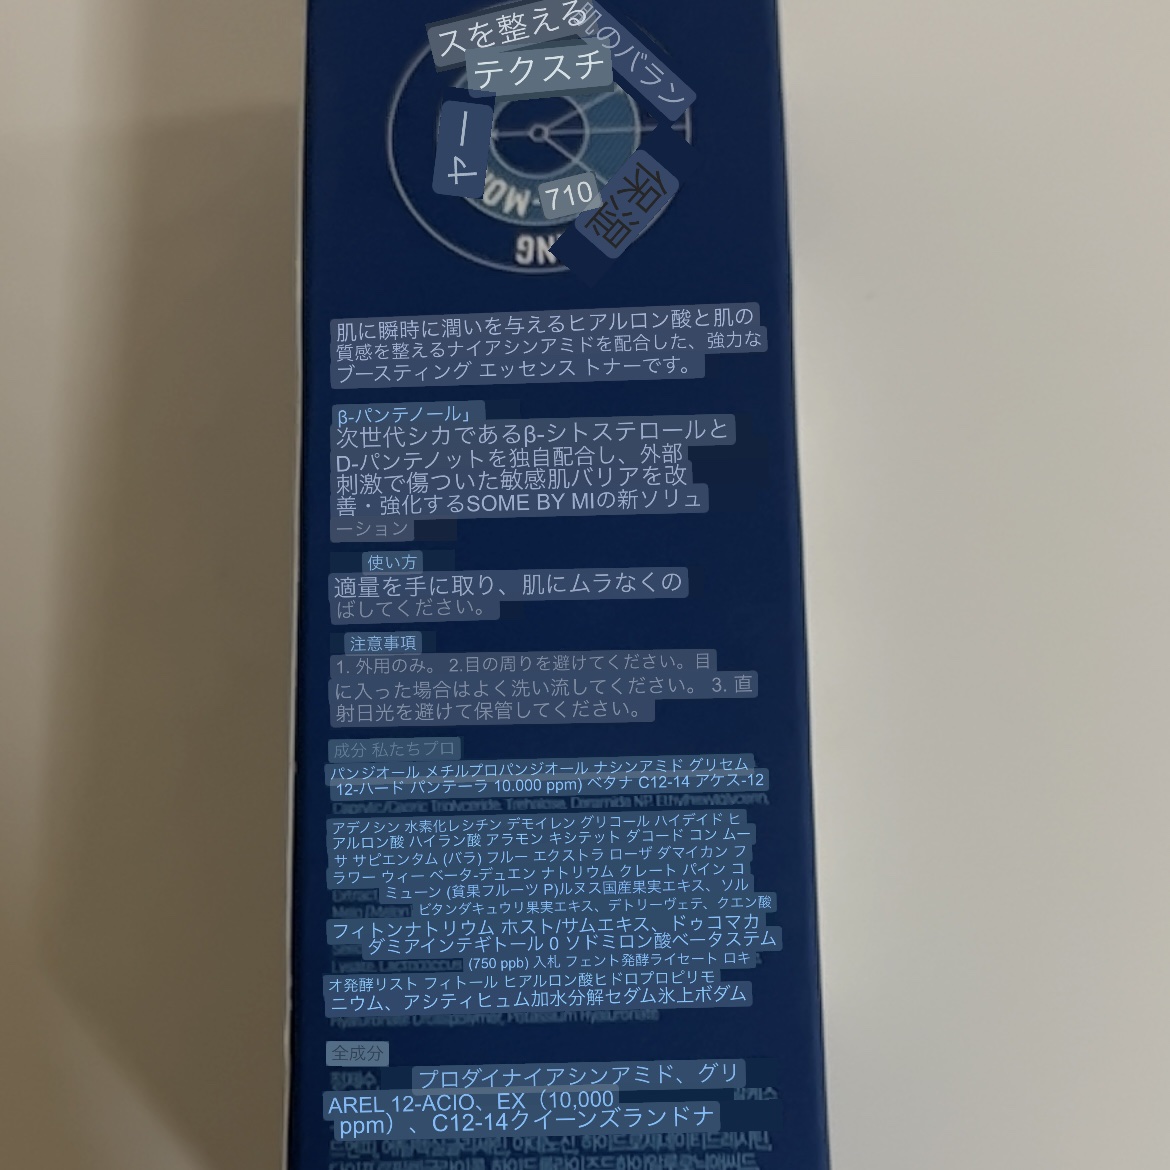 肌のバラン
スを整える
テクスチ
ャー
710
保湿
肌に瞬時に潤いを与えるヒアルロン酸と肌の
質感を整えるナイアシンアミドを配合した、強力な
ブースティング エッセンス トナーです。
β-パンテノール」
次世代シカであるβ-シトステロールと
D-パンテノットを独自配合し、外部
刺激で傷ついた敏感肌バリアを改
善・強化するSOME BY MIの新ソリュ
ーション
使い方
適量を手に取り、肌にムラなくの
ばしてください。
注意事項
1. 外用のみ。 2.目の周りを避けてください。目
に入った場合はよく洗い流してください。 3. 直
射日光を避けて保管してください。
成分 私たちプロ
パンジオール メチルプロパンジオール ナシンアミド グリセム
12-ハード パンテーラ 10.000 ppm) ベタナ C12-14 アケス-12
アデノシン 水素化レシチン デモイレン グリコール ハイデイド ヒ
アルロン酸 ハイラン酸 アラモン キシテット ダコード コン ムー
サ サピエンタム (バラ) フルー エクストラ ローザ ダマイカン フ
ラワー ウィー ベータ-デュエン ナトリウム クレート パイン コ
ミューン (貧果フルーツ P)ルヌス国産果実エキス、ソル
ビタンダキュウリ果実エキス、デトリーヴェテ、クエン酸
フィトンナトリウム ホスト/サムエキス、ドゥコマカ
ダミアインテギトール 0 ソドミロン酸ベータステム
(750 ppb) 入札 フェント発酵ライセート ロキ
オ発酵リスト フィトール ヒアルロン酸ヒドロプロピリモ
ニウム、アシティヒュム加水分解セダム氷上ボダム
全成分
プロダイナイアシンアミド、グリ
AREL 12-ACIO、EX（10,000
ppm）、C12-14クイーンズランドナ